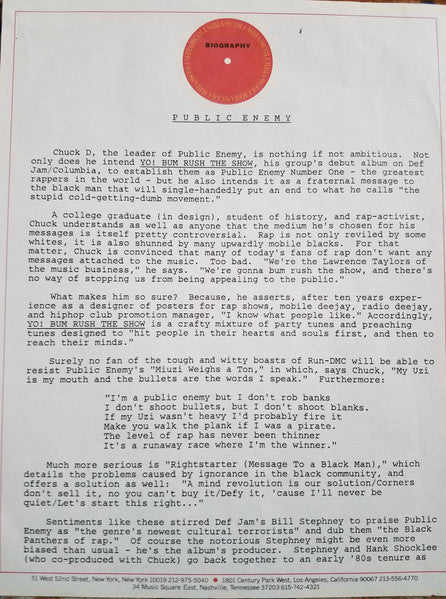 BIOGRAPHY
PUBLIC ENEMY
Chuck D, the leader of Public Enemy, is nothing if not ambitious. Not
only does he intend YO! BUM RUSH THE SHOW, his group's debut album on Def
Jam/Columbia, to establish them as Public Enemy Number One - the greatest
rappers in the world - but he also intends it as a fraternal message to
the black man that will single-handedly put an end to what he calls "the
stupid cold-getting-dumb movement."
A college graduate (in design), student of history, and rap-activist,
Chuck understands as well as anyone that the medium he's chosen for his
messages is itself pretty controversial. Rap is not only reviled by some
whites, it is also shunned by many upwardly mobile blacks. For that
matter, Chuck is convinced that many of today's fans of rap don't want any
messages attached to the music. Too bad. "We're the Lawrence Taylors of
the music business," he says. "We're gonna bum rush the show, and there's
no way of stopping us from being appealing to the public."
What makes him so sure? Because, he asserts, after ten years exper-
ience as a designer of posters for rap shows, mobile deejay, radio deejay,
and hiphop club promotion manager, "I know what people like." Accordingly,
YO! BUM RUSH THE SHOW is a crafty mixture of party tunes and preaching
tunes designed to "hit people in their hearts and souls first, and then to
reach their minds."
Surely no fan of the tough and witty boasts of Run-DMC will be able to
resist Public Enemy's "Miuzi Weighs a Ton," in which, says Chuck, "My Uzi
is my mouth and the bullets are the words I speak." Furthermore:
"I'm a public enemy but I don't rob banks
I don't shoot bullets, but I don't shoot blanks.
If my Uzi wasn't heavy I'd probably fire it
Make you walk the plank if I was a pirate.
The level of rap has never been thinner
It's a runaway race where I'm the winner."
Much more serious is "Rightstarter (Message To a Black Man)," which
details the problems caused by ignorance in the black community, and
offers a solution as well: "A mind revolution is our solution/Corners
don't sell it, no you can't buy it/Defy it, 'cause I'll never be
quiet/Let's start this right..."
Sentiments like these stirred Def Jam's Bill Stephney to praise Public
Enemy as "the genre's newest cultural terrorists" and dub them "the Black
Panthers of rap." Of course the notorious Stephney might be even more
biased than usual - he's the album's producer. Stephney and Hank Shocklee
(who co-produced with Chuck) go back together to an early '80s tenure as
51 West 52nd Street, New York, New York 10019 212-975-5040 ● 1801 Century Park West, Los Angeles, California 90067 213-556-4770
34 Music Square East, Nashville, Tennessee 37203 615-742-4321